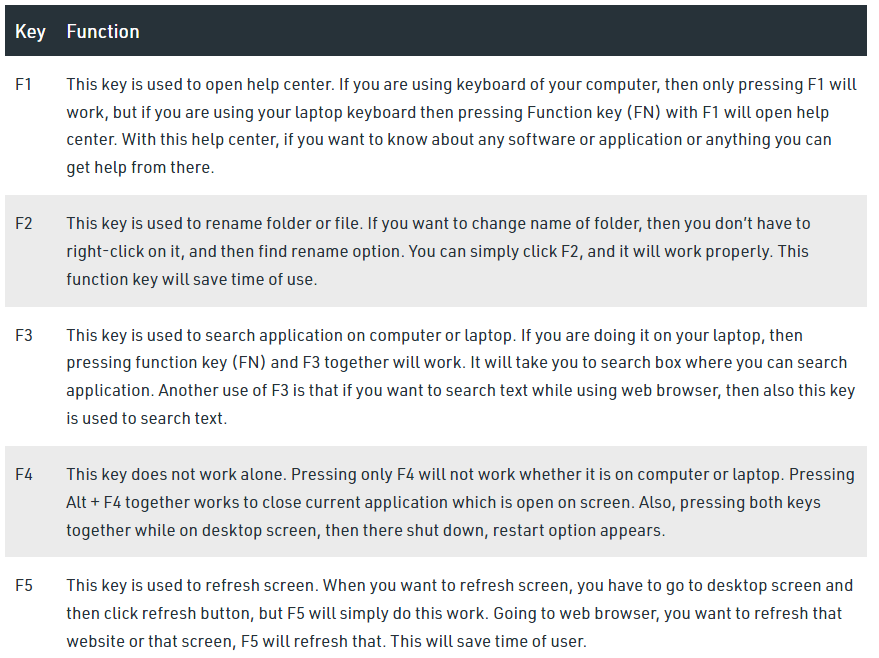 Key Function
F1 This key is used to open help center. If you are using keyboard of your computer, then only pressing F1 will
work, but if you are using your laptop keyboard then pressing Function key (FN) with F1 will open help
center. With this help center, if you want to know about any software or application or anything you can
get help from there.
F2 This key is used to rename folder or file. If you want to change name of folder, then you don’t have to
right-click on it, and then find rename option. You can simply click F2, and it will work properly. This
function key will save time of use.
F3 This key is used to search application on computer or laptop. If you are doing it on your laptop, then
pressing function key (FN) and F3 together will work. It will take you to search box where you can search
application. Another use of F3 is that if you want to search text while using web browser, then also this key
is used to search text.
F4 This key does not work alone. Pressing only F4 will not work whether it is on computer or laptop. Pressing
Alt + F4 together works to close current application which is open on screen. Also, pressing both keys
together while on desktop screen, then there shut down, restart option appears.
F5 This key is used to refresh screen. When you want to refresh screen, you have to go to desktop screen and
then click refresh button, but F5 will simply do this work. Going to web browser, you want to refresh that
website or that screen, F5 will refresh that. This will save time of user.